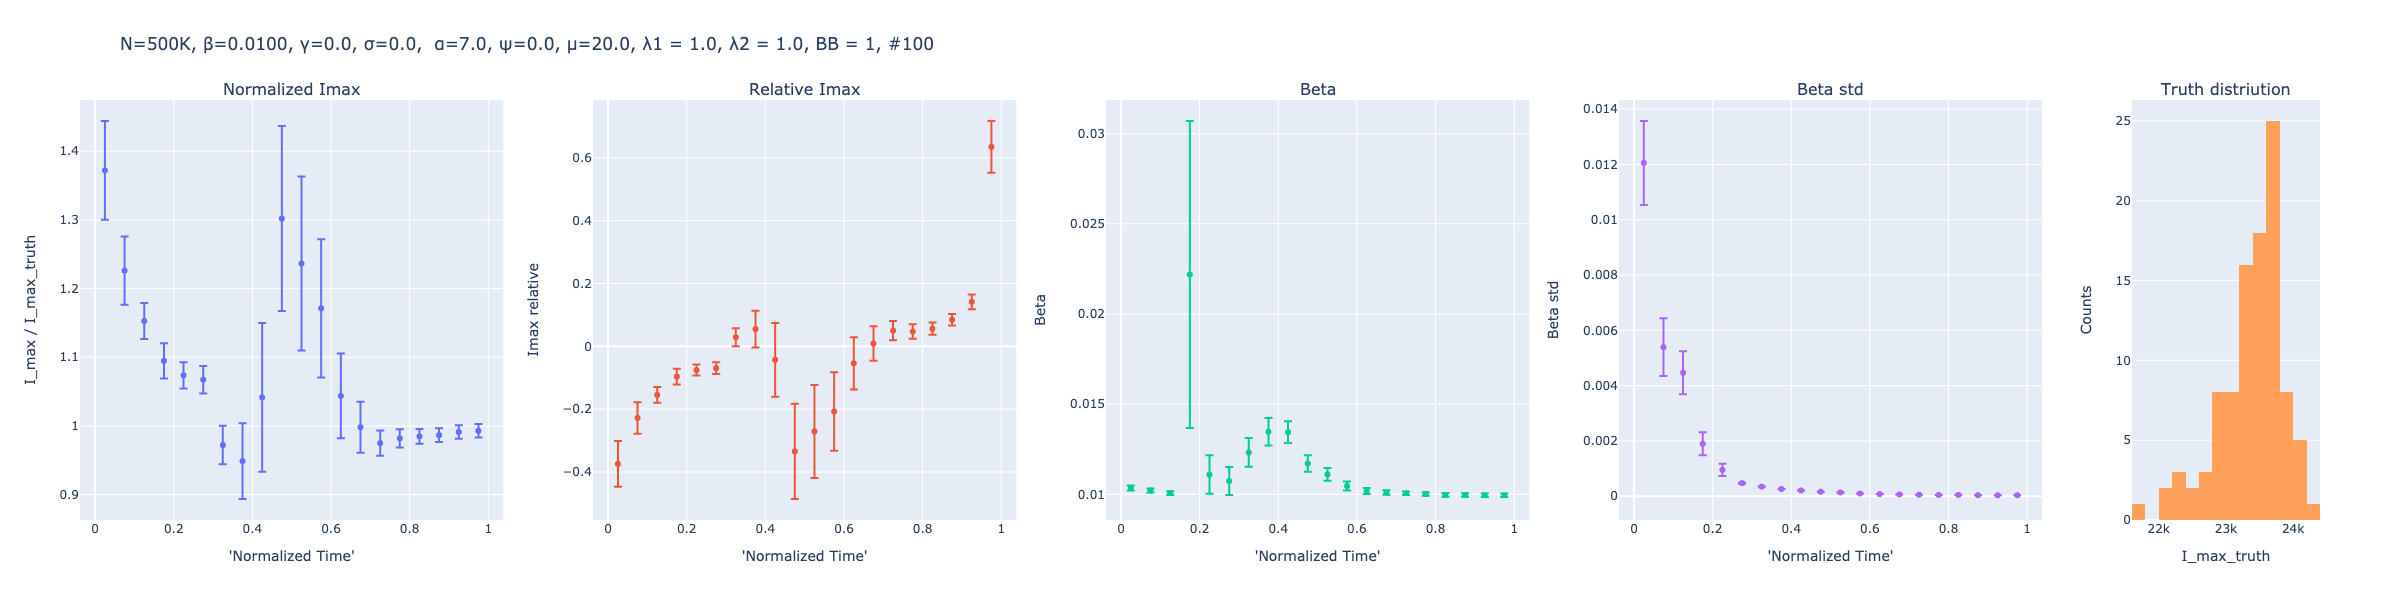 N=500K, β=0.0100, γ=0.0, σ=0.0,  α=7.0, ψ=0.0, μ=20.0, λ1 = 1.0, λ2 = 1.0, BB = 1, #100
Normalized Imax
I_max / I_max_truth
1.4
1.3
1.2
1.1
1
0.9
0 0.2 0.4 0.6 0.8 1
'Normalized Time'
Relative Imax
Imax relative
0.6
0.4
0.2
0
−0.2
−0.4
0 0.2 0.4 0.6 0.8 1
'Normalized Time'
Beta
Beta
0.03
0.025
0.02
0.015
0.01
0 0.2 0.4 0.6 0.8 1
'Normalized Time'
Beta std
Beta std
0.014
0.012
0.01
0.008
0.006
0.004
0.002
0
0 0.2 0.4 0.6 0.8 1
'Normalized Time'
Truth distriution
Counts
25
20
15
10
5
0
22k 23k 24k
I_max_truth